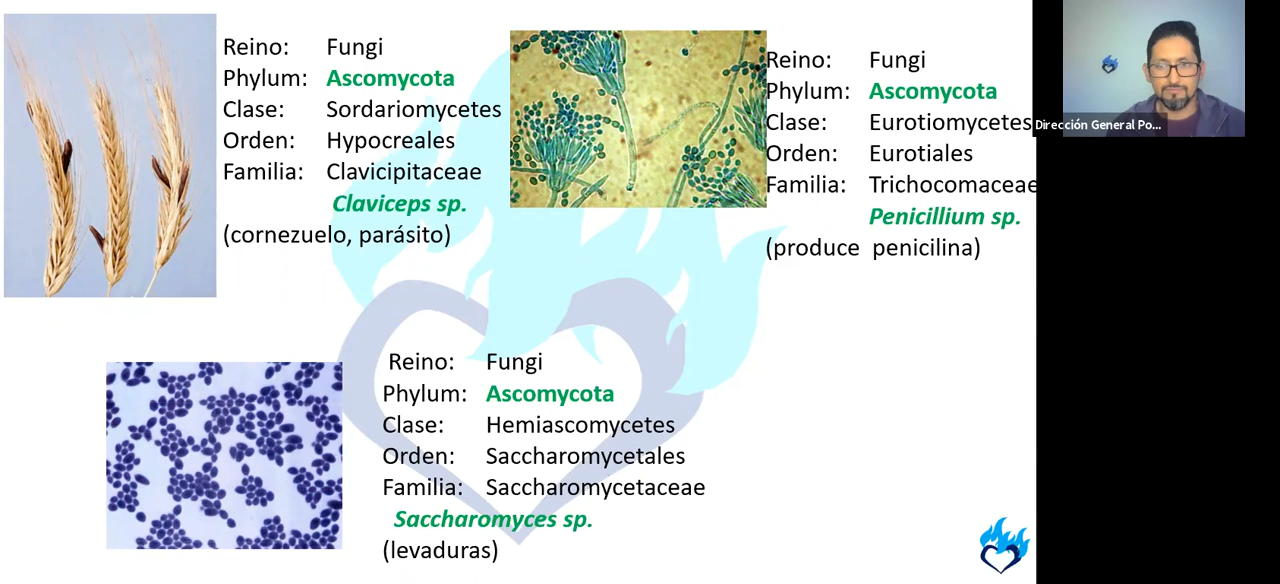 Reino: Fungi
Phylum: Ascomycota
Clase: Sordariomycetes
Orden: Hypocreales
Familia: Clavicipitaceae
Claviceps sp.
(cornezuelo, parásito)
Reino: Fungi
Phylum: Ascomycota
Clase: Eurotiomycetes
Orden: Eurotiales
Familia: Trichocomaceae
Penicillium sp.
(produce penicilina)
Dirección General Po...
Reino: Fungi
Phylum: Ascomycota
Clase: Hemiascomycetes
Orden: Saccharomycetales
Familia: Saccharomycetaceae
Saccharomyces sp.
(levaduras)